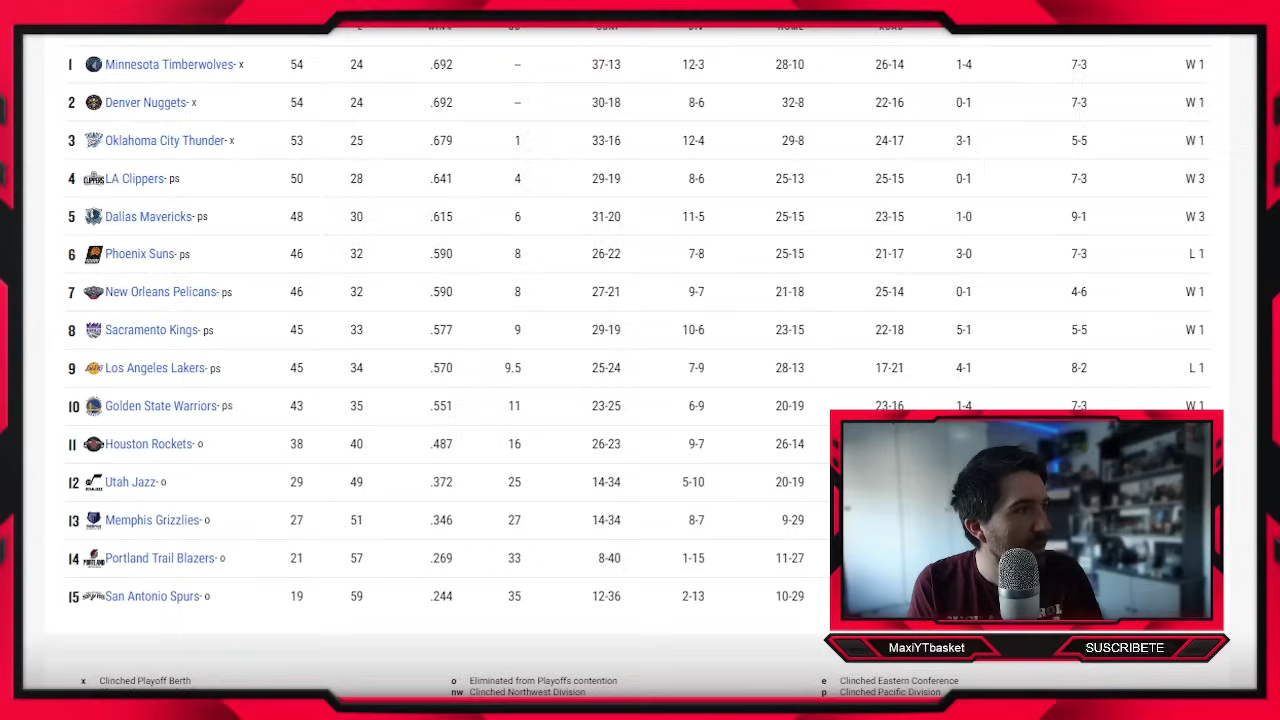 1 Minnesota Timberwolves- x 54 24 .692 -- 37-13 12-3 28-10 26-14 1-4 7-3 W 1
2 Denver Nuggets- x 54 24 .692 -- 30-18 8-6 32-8 22-16 0-1 7-3 W 1
3 Oklahoma City Thunder- x 53 25 .679 1 33-16 12-4 29-8 24-17 3-1 5-5 W 1
4 LA Clippers- ps 50 28 .641 4 29-19 8-6 25-13 25-15 0-1 7-3 W 3
5 Dallas Mavericks- ps 48 30 .615 6 31-20 11-5 25-15 23-15 1-0 9-1 W 3
6 Phoenix Suns- ps 46 32 .590 8 26-22 7-8 25-15 21-17 3-0 7-3 L 1
7 New Orleans Pelicans- ps 46 32 .590 8 27-21 9-7 21-18 25-14 0-1 4-6 W 1
8 Sacramento Kings- ps 45 33 .577 9 29-19 10-6 23-15 22-18 5-1 5-5 W 1
9 Los Angeles Lakers- ps 45 34 .570 9.5 25-24 7-9 28-13 17-21 4-1 8-2 L 1
10 Golden State Warriors- ps 43 35 .551 11 23-25 6-9 20-19 23-16 1-4 7-3 W 1
11 Houston Rockets- o 38 40 .487 16 26-23 9-7 26-14
12 Utah Jazz- o 29 49 .372 25 14-34 5-10 20-19
13 Memphis Grizzlies- o 27 51 .346 27 14-34 8-7 9-29
14 Portland Trail Blazers- o 21 57 .269 33 8-40 1-15 11-27
15 San Antonio Spurs- o 19 59 .244 35 12-36 2-13 10-29
MaxiYTbasket SUSCRIBETE
x Clinched Playoff Berth o Eliminated from Playoffs contention e Clinched Eastern Conference
nw Clinched Northwest Division p Clinched Pacific Division